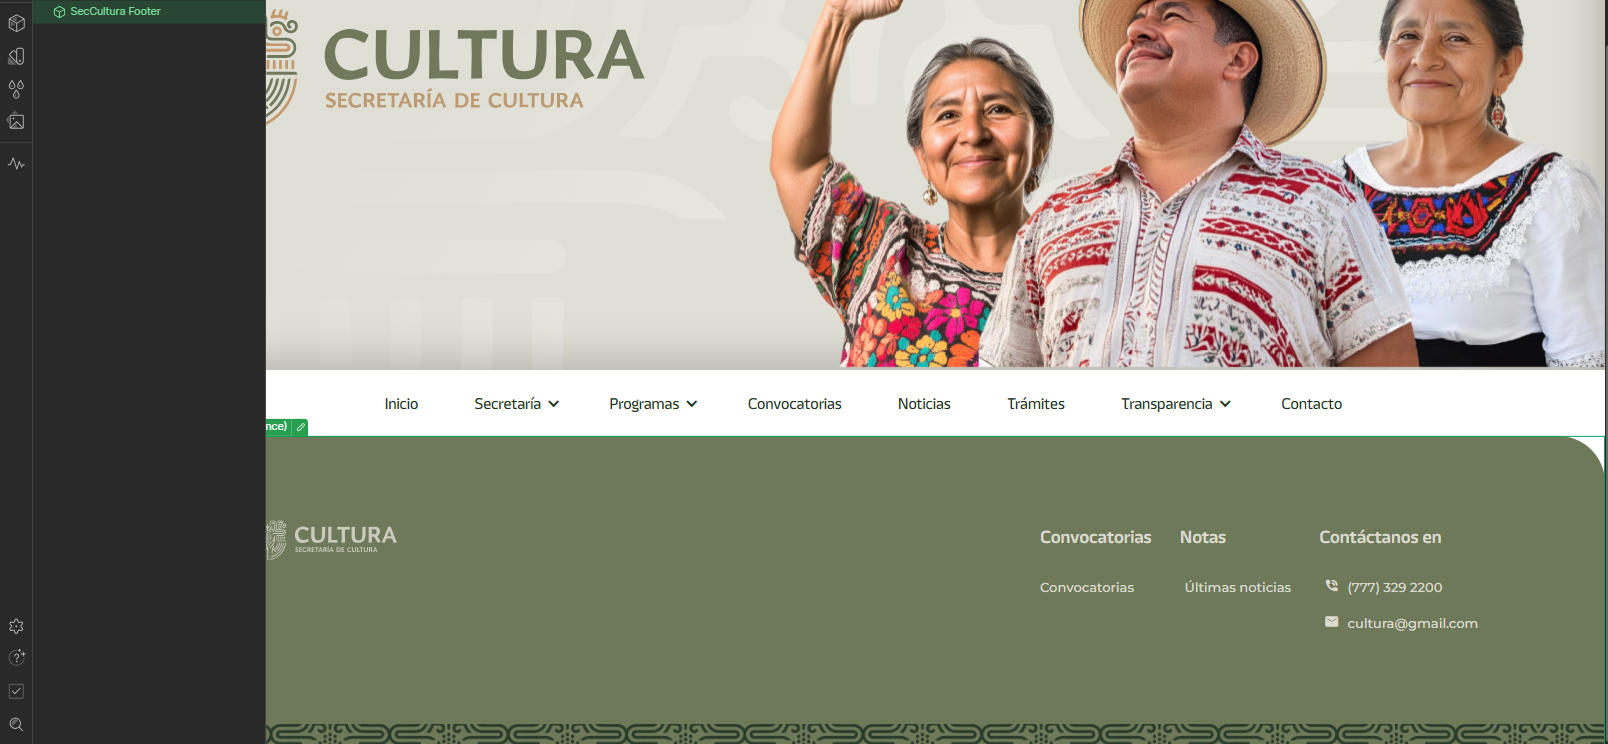 SecCultura Footer
CULTURA
SECRETARÍA DE CULTURA
Inicio
Secretaría
Programas
Convocatorias
Noticias
Trámites
Transparencia
Contacto
nce)
CULTURA
SECRETARÍA DE CULTURA
Convocatorias
Notas
Contáctanos en
Convocatorias
Últimas noticias
(777) 329 2200
cultura@gmail.com